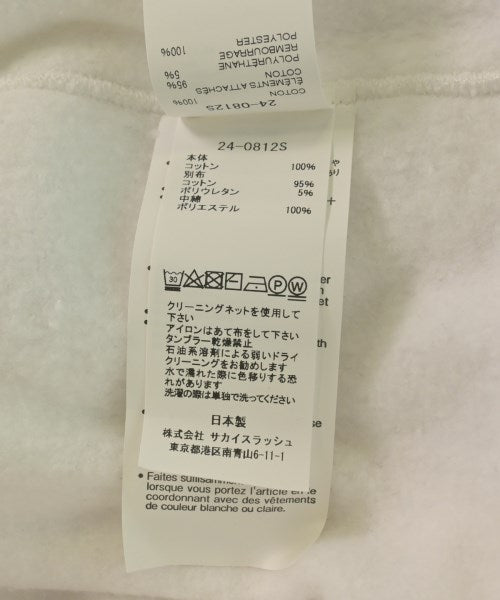 24-0812S
COTON 100%
ÉLÉMENTS ATTACHÉS
COTON 95%
POLYURÉTHANE 5%
REMBOURRAGE
POLYESTER 100%
24-0812S
本体
コットン 100%
別布
コットン 95%
ポリウレタン 5%
中綿
ポリエステル 100%
30 P W
クリーニングネットを使用して
下さい
アイロンはあて布をして下さい
タンブラー乾燥禁止
石油系溶剤による弱いドライ
クリーニングをお勧めします
水で濡れた際に色移りする恐
れがあります
洗濯の際は単独で洗ってください
日本製
株式会社 サカイスラッシュ
東京都港区南青山6-11-1
• Faites suffisamment
lorsque vous portez l'article en le
coordonnant avec des vêtements
de couleur blanche ou claire.